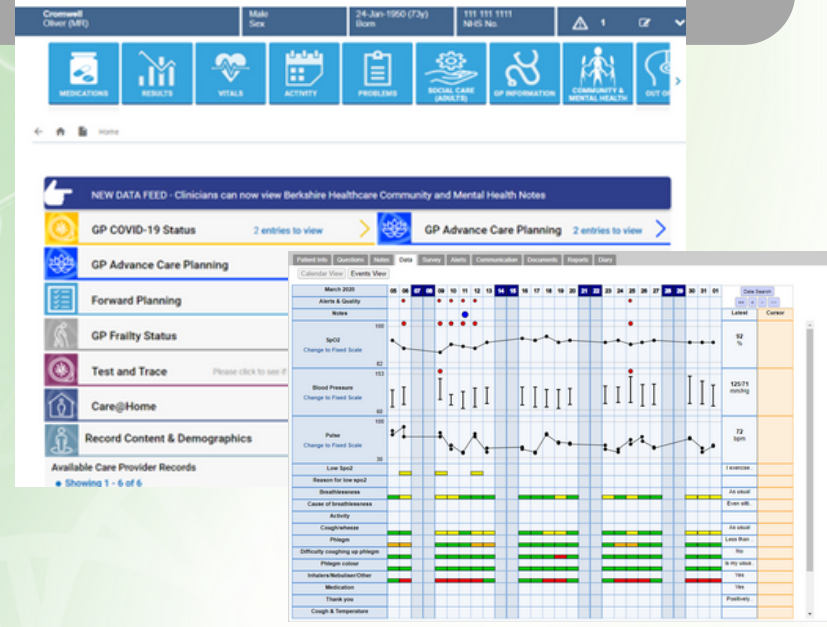 Cromwell
Oliver (MR)
Male
Sex
24-Jan-1950 (73y)
Born
111 111 1111
NHS No.
1
MEDICATIONS
RESULTS
VITALS
ACTIVITY
PROBLEMS
SOCIAL CARE
(ADULTS)
GP INFORMATION
COMMUNITY &
MENTAL HEALTH
OUT O
Home
NEW DATA FEED - Clinicians can now view Berkshire Healthcare Community and Mental Health Notes
GP COVID-19 Status 2 entries to view
GP Advance Care Planning 2 entries to view
GP Advance Care Planning
Forward Planning
GP Frailty Status
Test and Trace Please click to see if
Care@Home
Record Content & Demographics
Available Care Provider Records
Showing 1 - 6 of 6
Patient Info Questions Notes Data Survey Alerts Communication Documents Reports Diary
Calendar View Events View
March 2020 05 06 07 08 09 10 11 12 13 14 15 16 17 18 19 20 21 22 23 24 25 26 27 28 29 30 31 01 Date Search
Alerts & Quality
Notes Latest Cursor
100
SpO2
Change to Fixed Scale
92
%
153
Blood Pressure
Change to Fixed Scale
125/71
mmHg
60
100
Pulse
Change to Fixed Scale
72
bpm
30
Low Spo2 I exercise..
Reason for low spo2
Breathlessness As usual
Cause of breathlessness
Activity
Cough/wheeze As usual
Phlegm Less than ..
Difficulty coughing up phlegm No
Phlegm colour Is my usua..
Inhalers/Nebuliser/Other Yes
Medication Yes
Thank you Positively..
Cough & Temperature